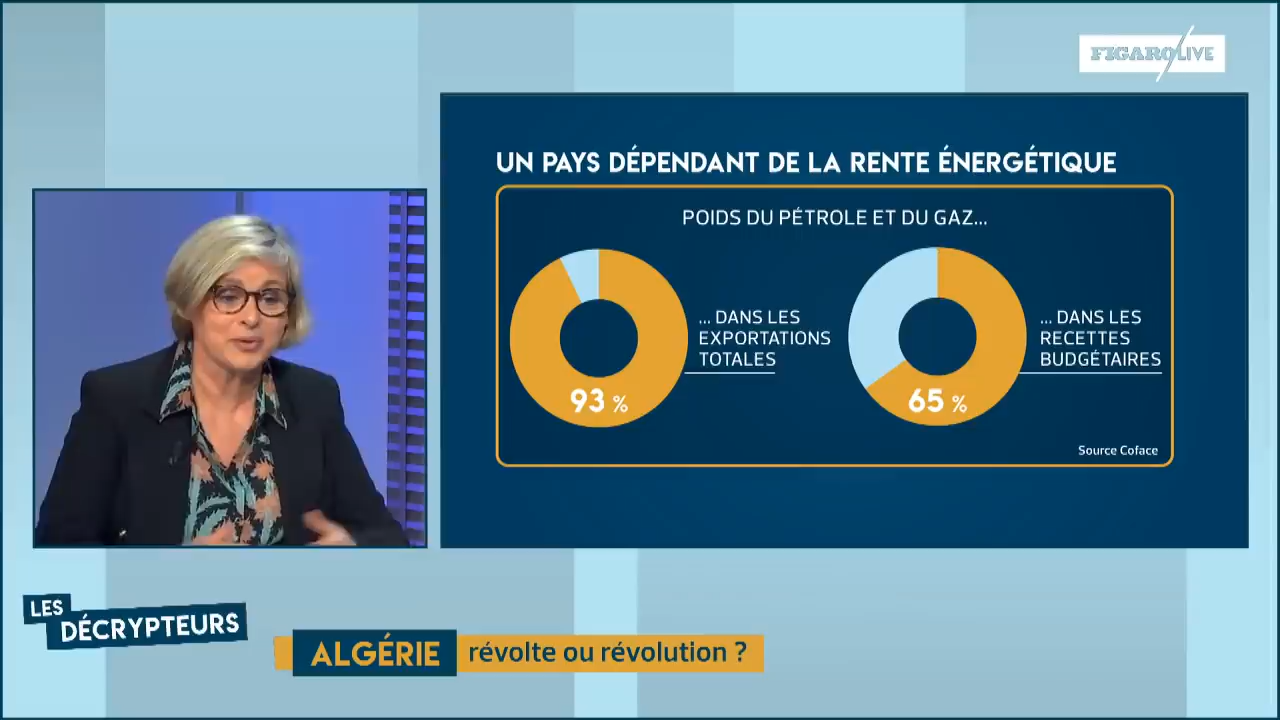 FIGARO LIVE
UN PAYS DÉPENDANT DE LA RENTE ÉNERGÉTIQUE
POIDS DU PÉTROLE ET DU GAZ...
... DANS LES
EXPORTATIONS
TOTALES
93 %
... DANS LES
RECETTES
BUDGÉTAIRES
65 %
Source Coface
LES
DÉCRYPTEURS
ALGÉRIE révolte ou révolution ?